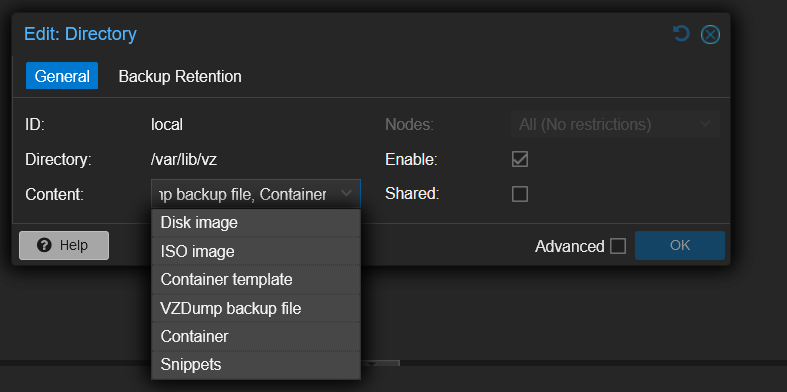 Edit: Directory
General Backup Retention
ID: local Nodes: All (No restrictions)
Directory: /var/lib/vz Enable:
Content: backup file, Container Shared:
Disk image
ISO image
Container template
VZDump backup file
Container
Snippets
Help Advanced OK